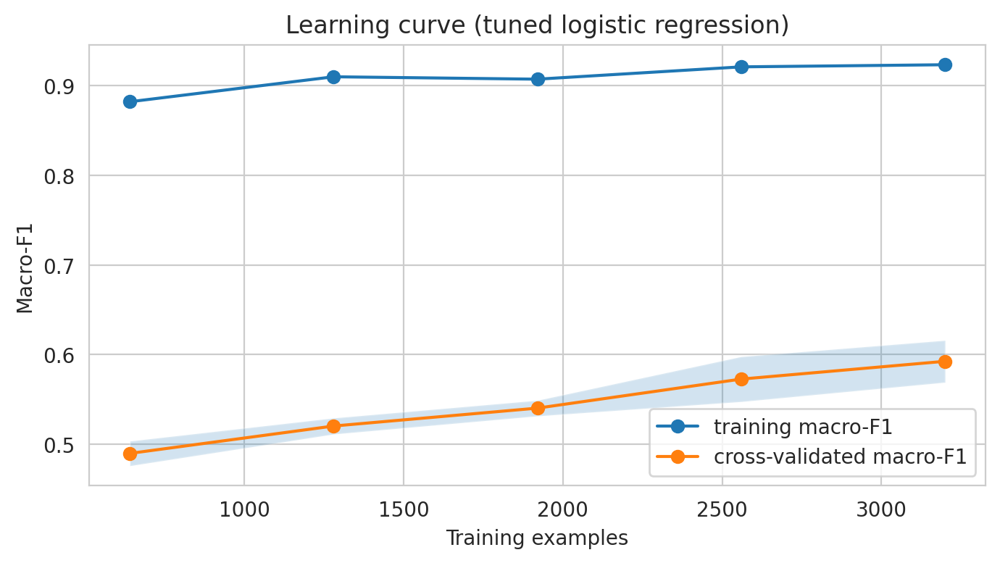 Learning curve (tuned logistic regression)
Macro-F1
0.9
0.8
0.7
0.6
0.5
training macro-F1
cross-validated macro-F1
1000 1500 2000 2500 3000
Training examples